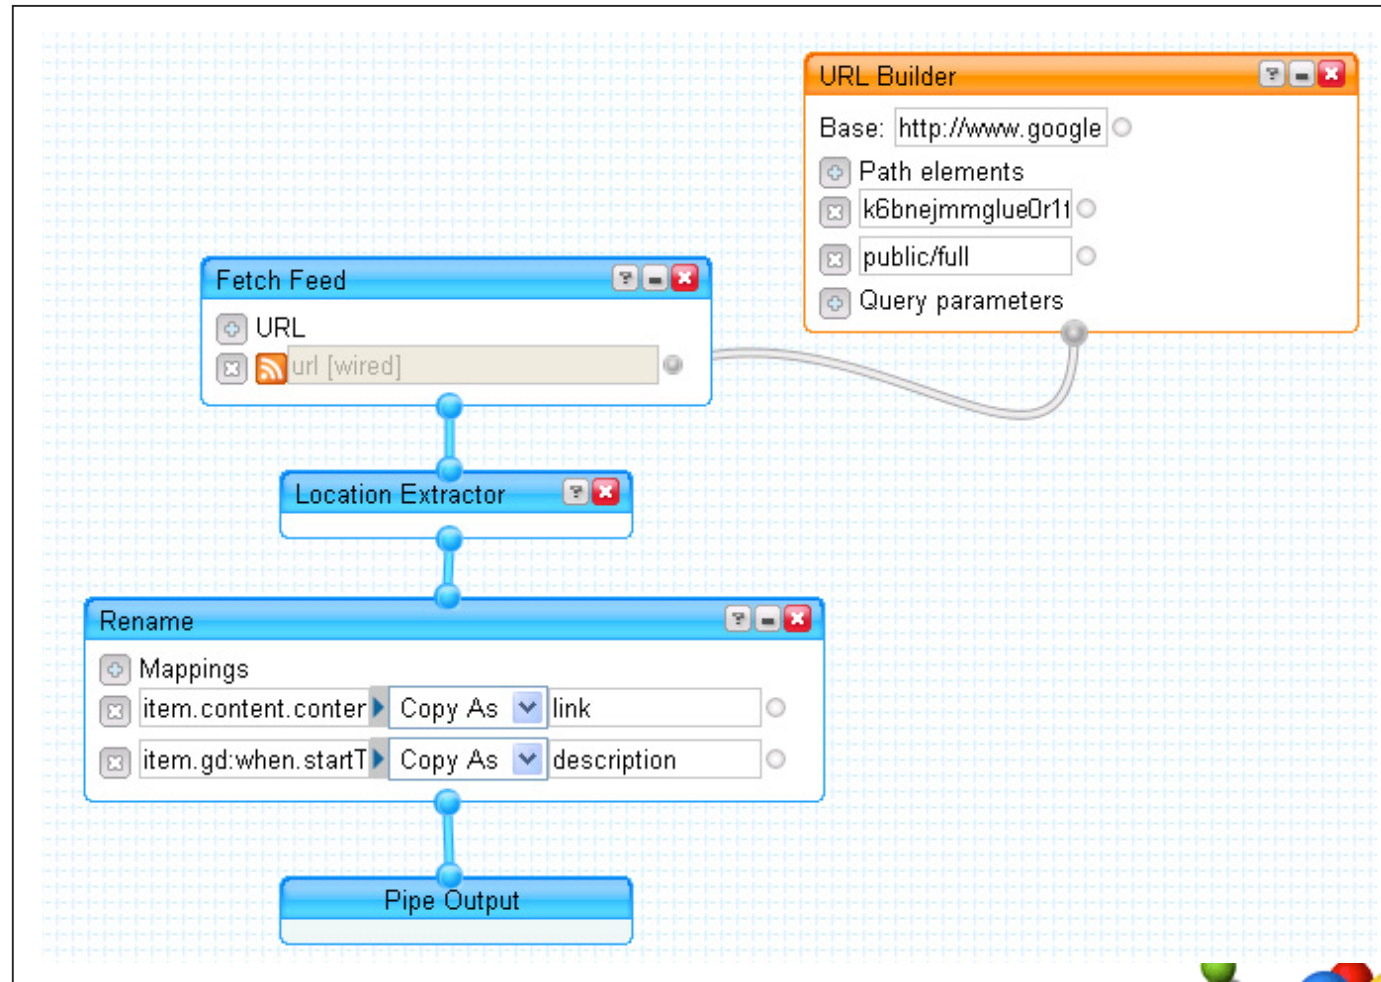 URL Builder
Base: http://www.google
Path elements
k6bnejmmglue0r1f
public/full
Query parameters
Fetch Feed
URL
url [wired]
Location Extractor
Rename
Mappings
item.content.conter Copy As link
item.gd:when.startT Copy As description
Pipe Output